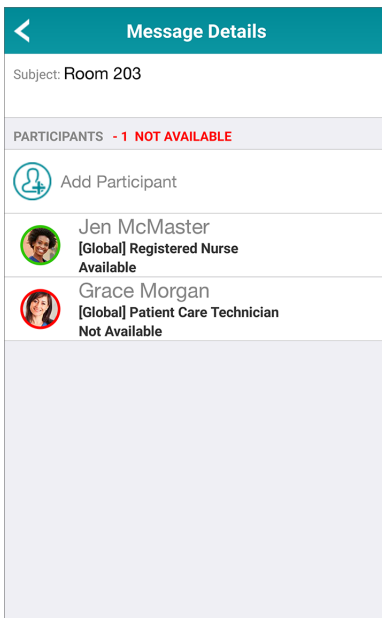 Message Details
Subject: Room 203
PARTICIPANTS - 1 NOT AVAILABLE
Add Participant
Jen McMaster
[Global] Registered Nurse
Available
Grace Morgan
[Global] Patient Care Technician
Not Available